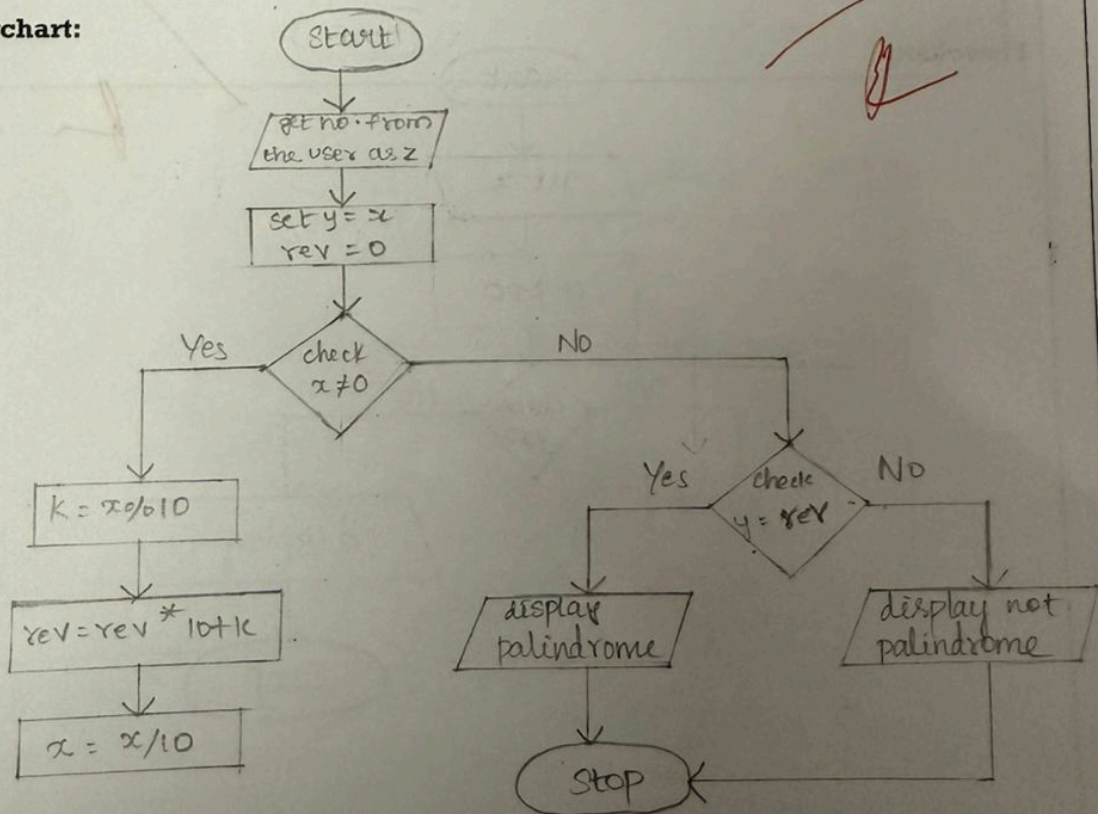 chart:
Start
get no. from
the user as z
set y = x
rev = 0
check
x ≠ 0
Yes
No
k = x%10
rev = rev * 10+k
x = x/10
check
y = rev
Yes
No
display
palindrome
display not
palindrome
Stop